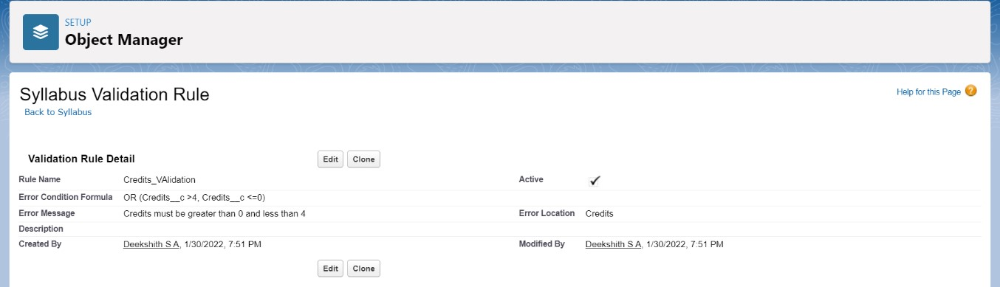 SETUP
Object Manager
Syllabus Validation Rule
Help for this Page ?
Back to Syllabus
Validation Rule Detail Edit Clone
Rule Name Credits_VAlidation Active
Error Condition Formula OR (Credits__c >4, Credits__c <=0)
Error Message Credits must be greater than 0 and less than 4 Error Location Credits
Description
Created By Deekshith S A, 1/30/2022, 7:51 PM Modified By Deekshith S A, 1/30/2022, 7:51 PM
Edit Clone